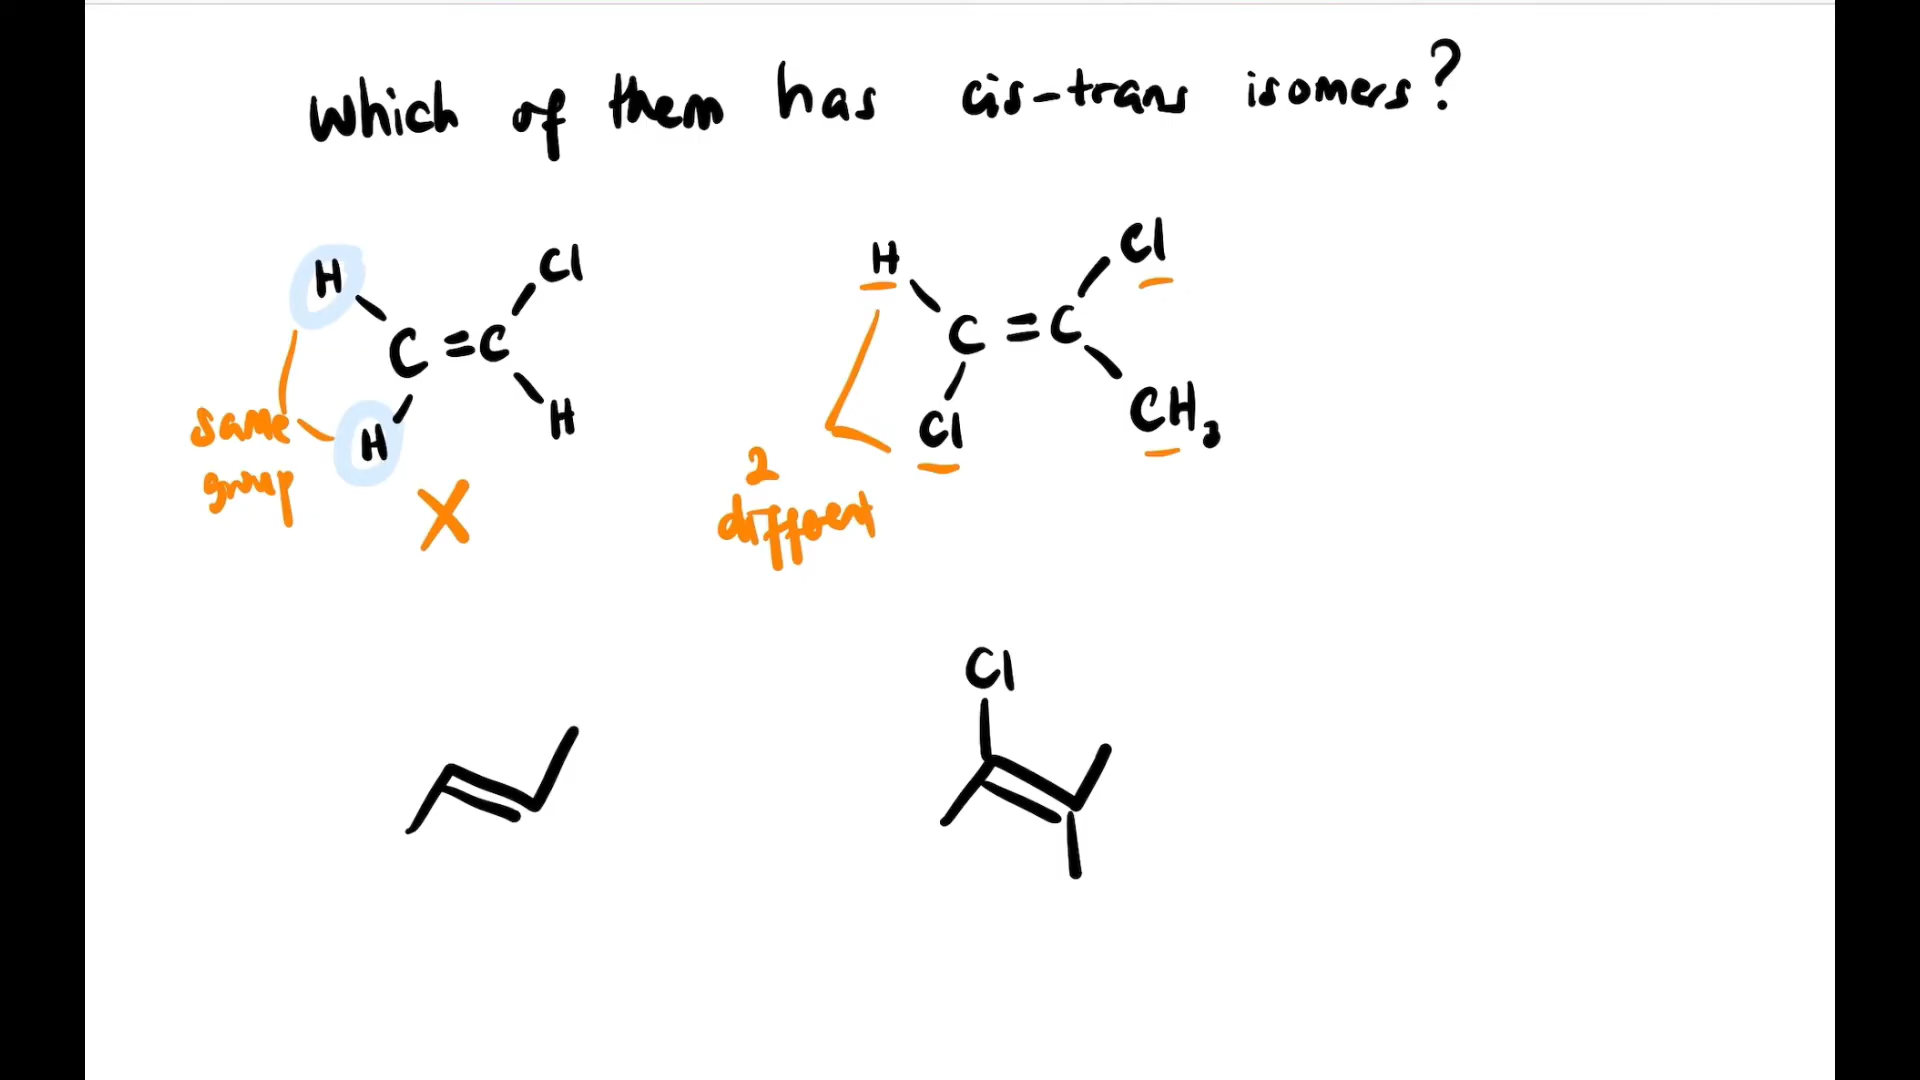 which of them has cis-trans isomers?
H Cl
C = C
H H
same group
X
H Cl
C = C
Cl CH3
2 different
Cl